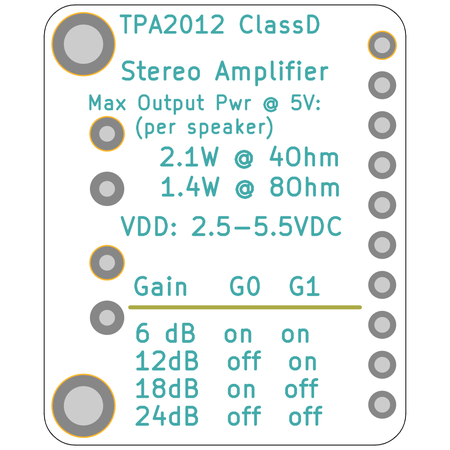 TPA2012 ClassD
Stereo Amplifier
Max Output Pwr @ 5V:
(per speaker)
2.1W @ 4Ohm
1.4W @ 8Ohm
VDD: 2.5-5.5VDC
Gain G0 G1
6 dB on on
12dB off on
18dB on off
24dB off off